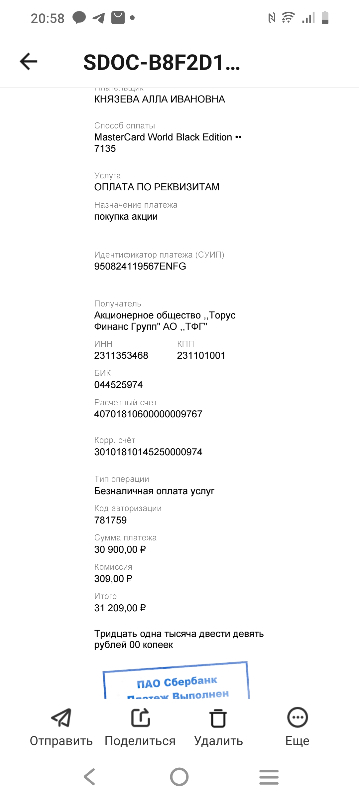 20:58
SDOC-B8F2D1...
Плательщик
КНЯЗЕВА АЛЛА ИВАНОВНА
Способ оплаты
MasterCard World Black Edition ••
7135
Услуга
ОПЛАТА ПО РЕКВИЗИТАМ
Назначение платежа
покупка акции
Идентификатор платежа (СУИП)
950824119567ENFG
Получатель
Акционерное общество ,,Торус
Финанс Групп" АО ,,ТФГ"
ИНН КПП
2311353468 231101001
БИК
044525974
Расчетный счет
40701810600000009767
Корр. счёт
30101810145250000974
Тип операции
Безналичная оплата услуг
Код авторизации
781759
Сумма платежа
30 900,00 ₽
Комиссия
309.00 Р
Итого
31 209,00 ₽
Тридцать одна тысяча двести девять
рублей 00 копеек
ПАО Сбербанк
Платеж Выполнен
Отправить Поделиться Удалить Еще